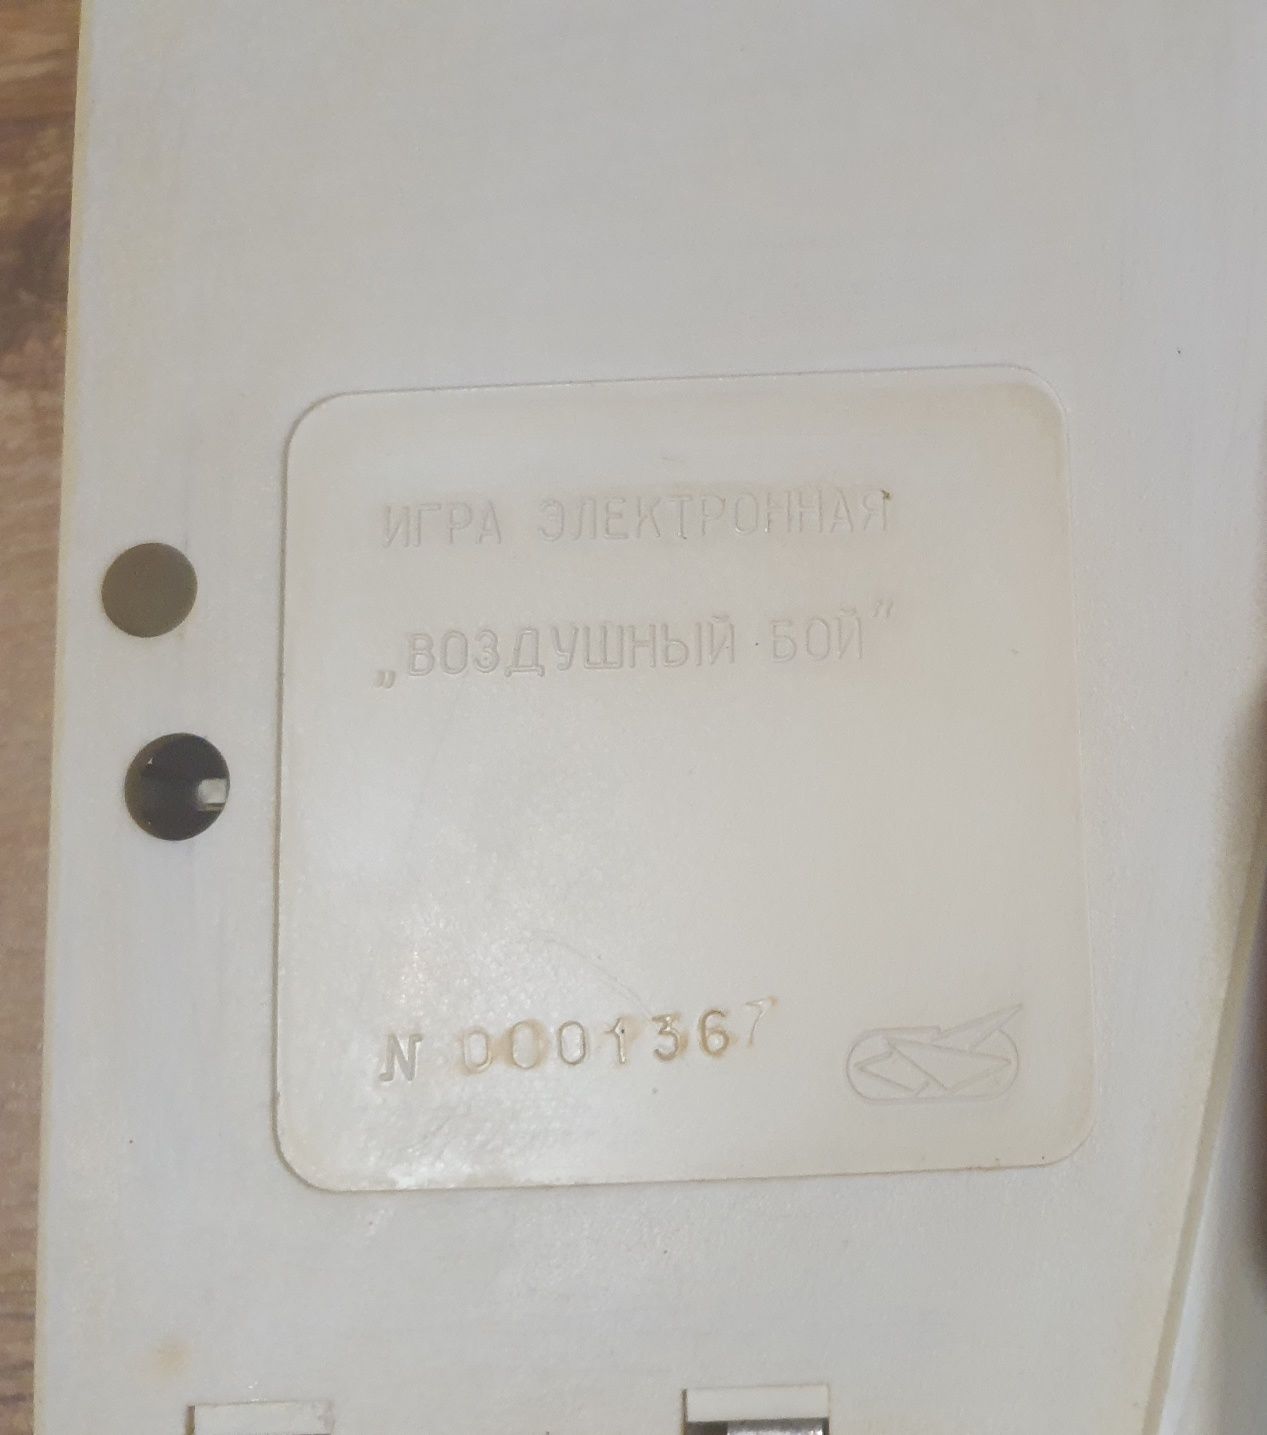 ИГРА ЭЛЕКТРОННАЯ
„ВОЗДУШНЫЙ БОЙ”
N 0001367